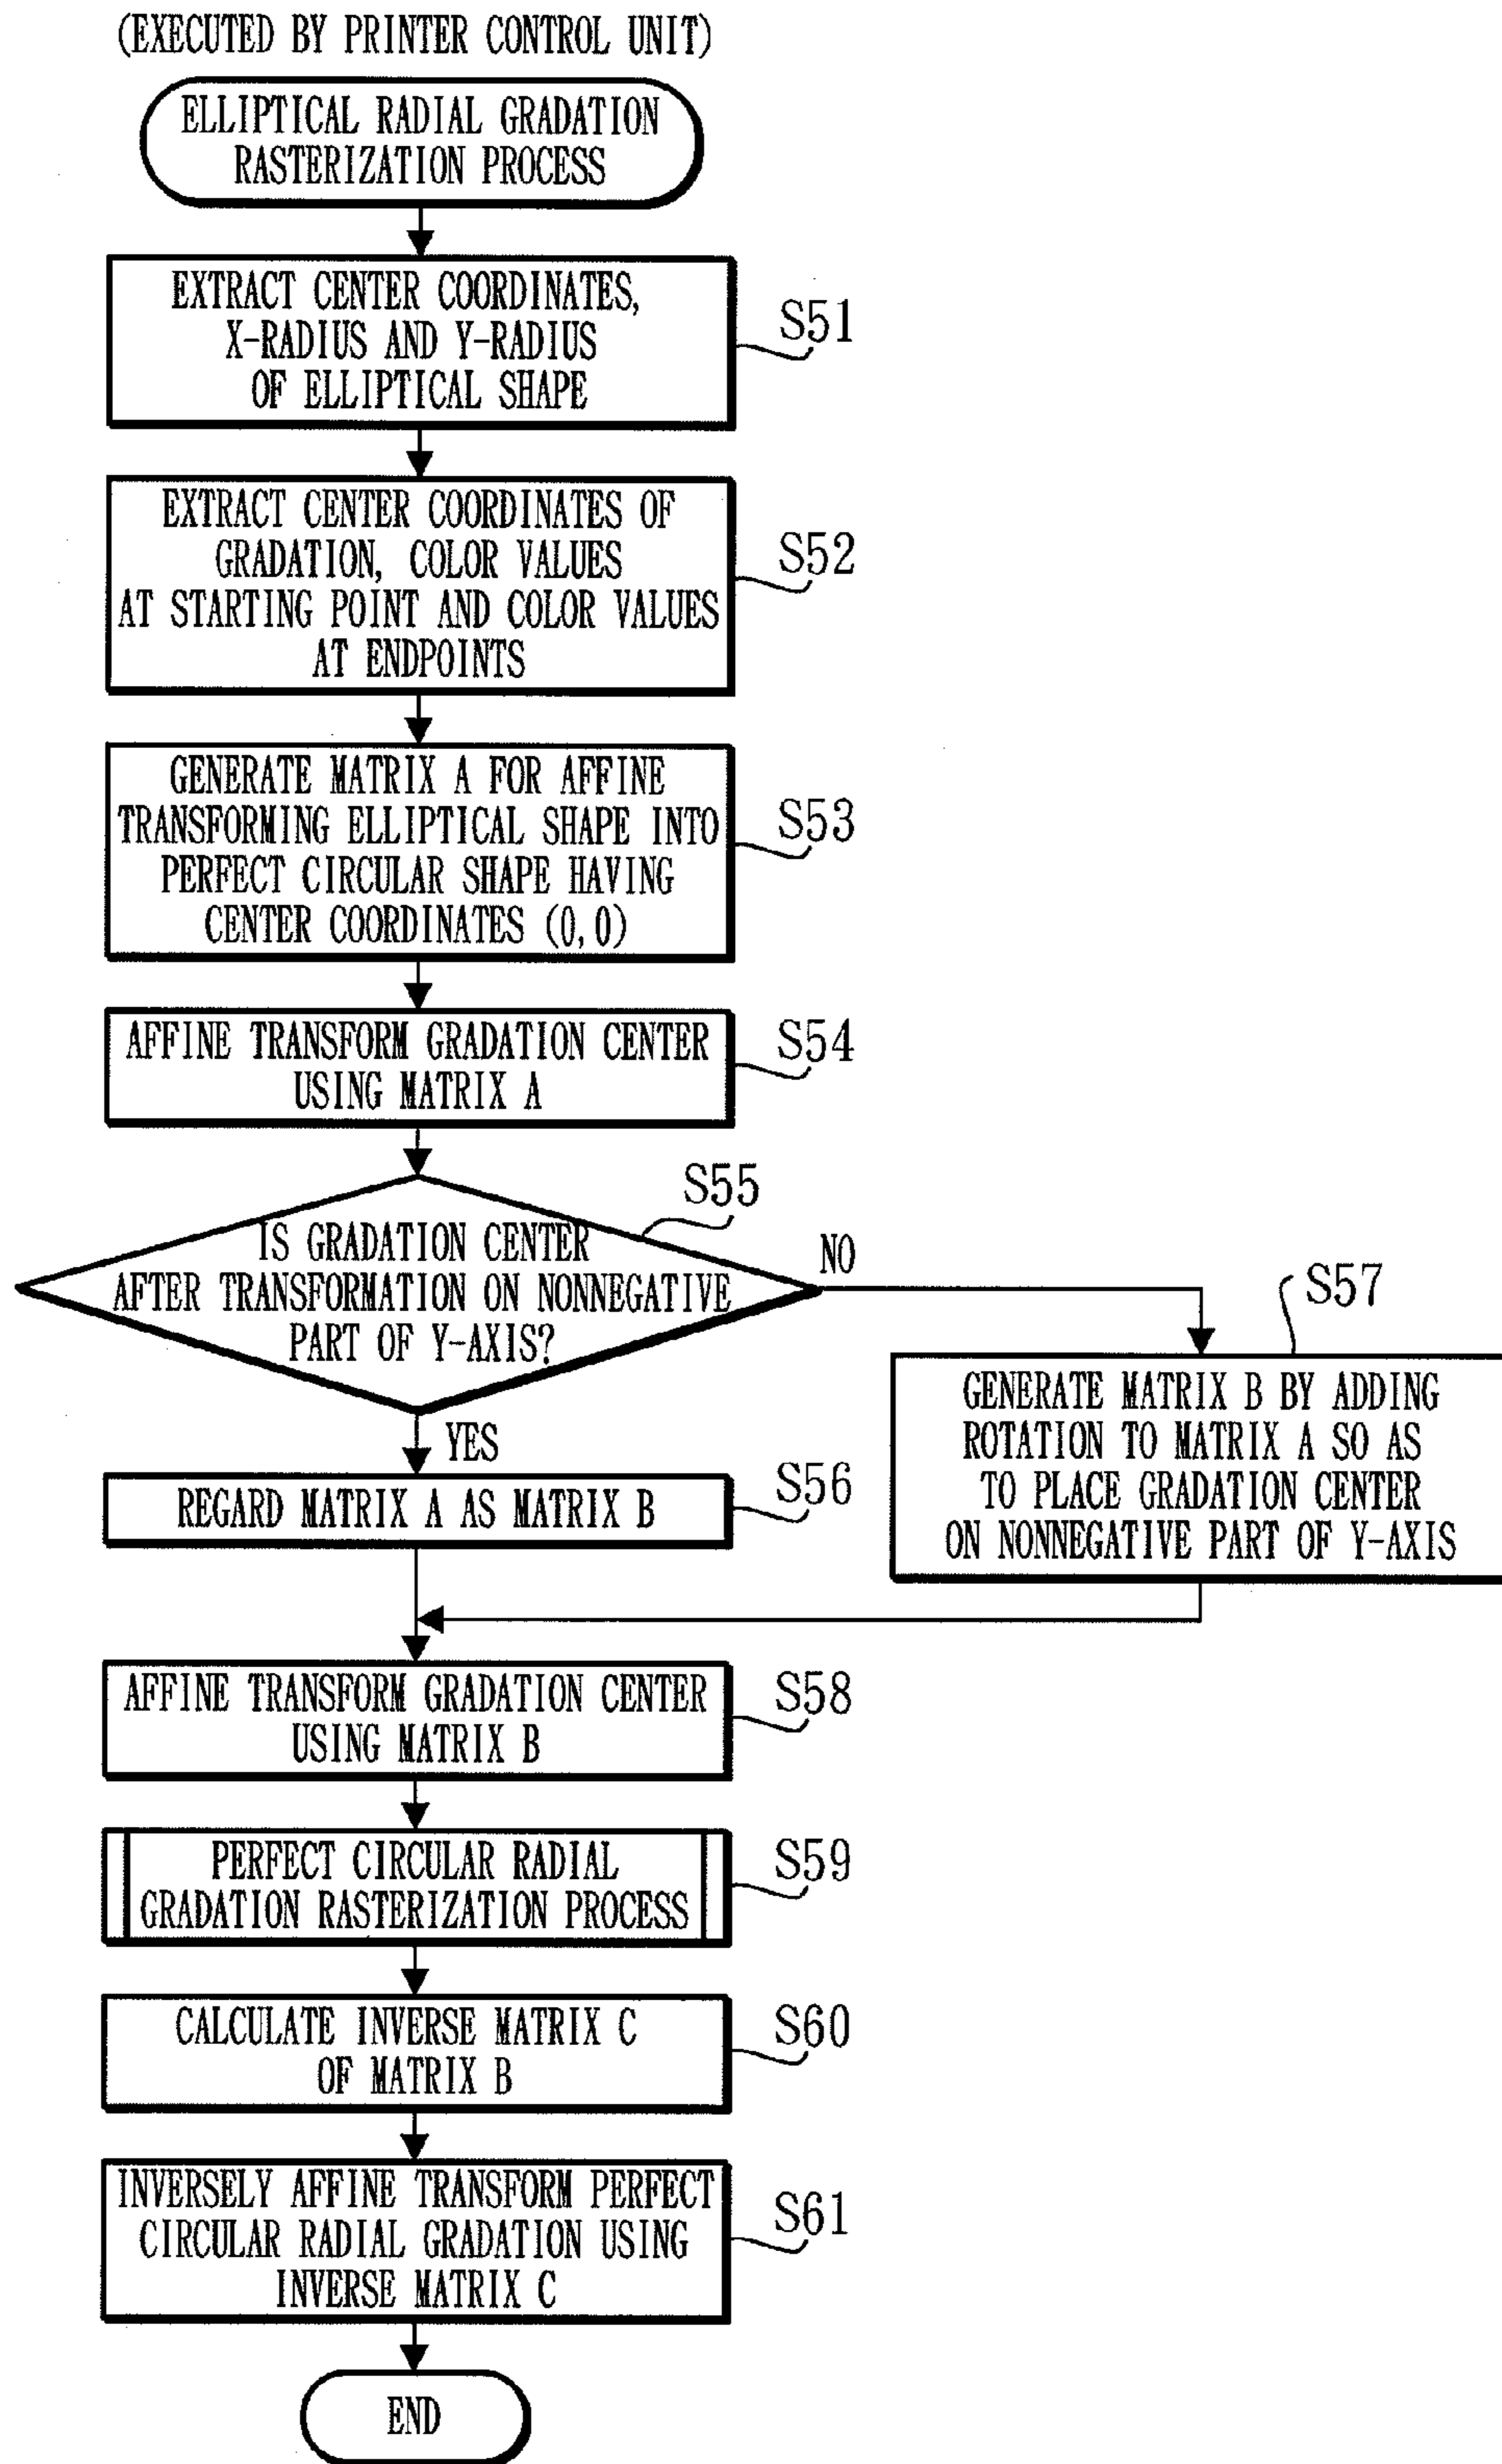 (EXECUTED BY PRINTER CONTROL UNIT)
ELLIPTICAL RADIAL GRADATION
RASTERIZATION PROCESS
EXTRACT CENTER COORDINATES,
X-RADIUS AND Y-RADIUS
OF ELLIPTICAL SHAPE
S51
EXTRACT CENTER COORDINATES OF
GRADATION, COLOR VALUES
AT STARTING POINT AND COLOR VALUES
AT ENDPOINTS
S52
GENERATE MATRIX A FOR AFFINE
TRANSFORMING ELLIPTICAL SHAPE INTO
PERFECT CIRCULAR SHAPE HAVING
CENTER COORDINATES (0,0)
S53
AFFINE TRANSFORM GRADATION CENTER
USING MATRIX A
S54
IS GRADATION CENTER
AFTER TRANSFORMATION ON NONNEGATIVE
PART OF Y-AXIS?
S55
NO
YES
REGARD MATRIX A AS MATRIX B
S56
GENERATE MATRIX B BY ADDING
ROTATION TO MATRIX A SO AS
TO PLACE GRADATION CENTER
ON NONNEGATIVE PART OF Y-AXIS
S57
AFFINE TRANSFORM GRADATION CENTER
USING MATRIX B
S58
PERFECT CIRCULAR RADIAL
GRADATION RASTERIZATION PROCESS
S59
CALCULATE INVERSE MATRIX C
OF MATRIX B
S60
INVERSELY AFFINE TRANSFORM PERFECT
CIRCULAR RADIAL GRADATION USING
INVERSE MATRIX C
S61
END